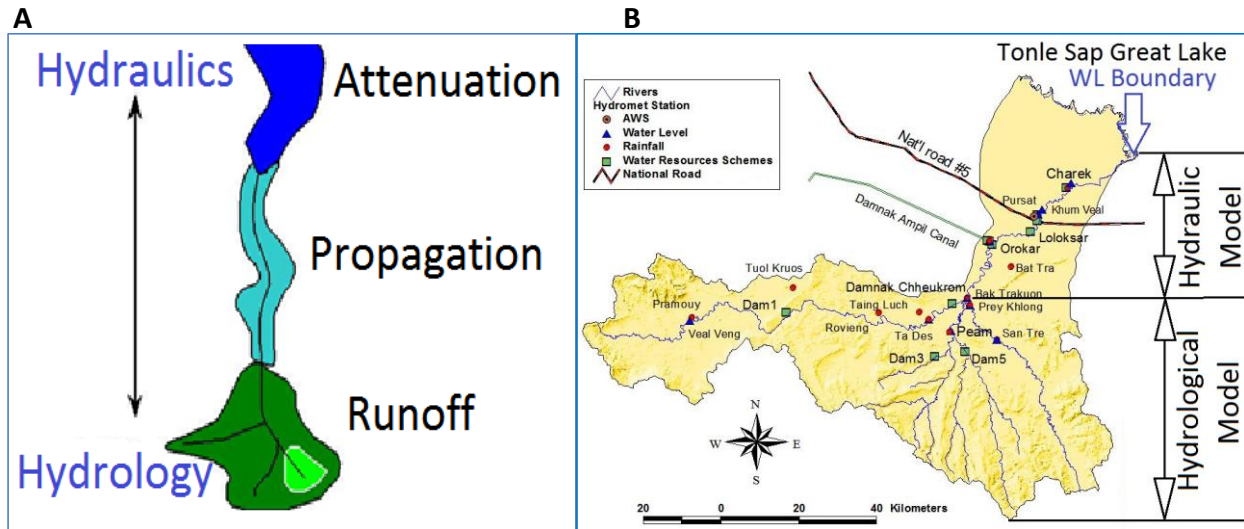 A
B
Hydraulics
Attenuation
Propagation
Runoff
Hydrology
Tonle Sap Great Lake
WL Boundary
Rivers
Hydromet Station
AWS
Water Level
Rainfall
Water Resources Schemes
National Road
Nat'l road #5
Damnak Ampil Canal
Charek
Pursat
Khum Veal
Loloksar
Orokar
Bat Tra
Tuol Kruos
Damnak Chheukrom
Bak Trakuon
Prey Khlong
Pramouy
Dam1
Taing Luch
Veal Veng
Rovieng
Ta Des
Peam
San Tre
Dam3
Dam5
Hydraulic
Model
Hydrological
Model
N
W
E
S
20
0
20
40
Kilometers